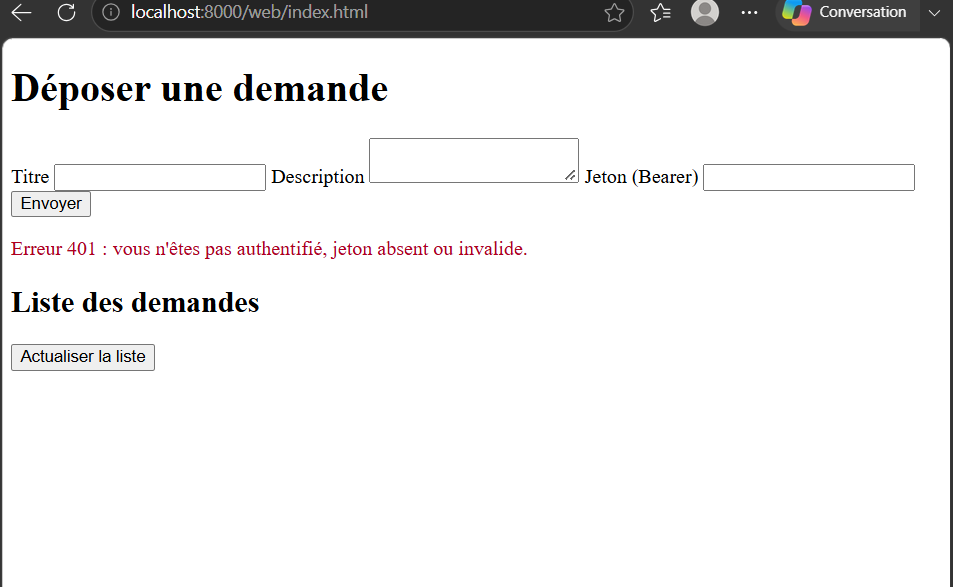 localhost:8000/web/index.html
Conversation
Déposer une demande
Titre Description Jeton (Bearer)
Envoyer
Erreur 401 : vous n'êtes pas authentifié, jeton absent ou invalide.
Liste des demandes
Actualiser la liste